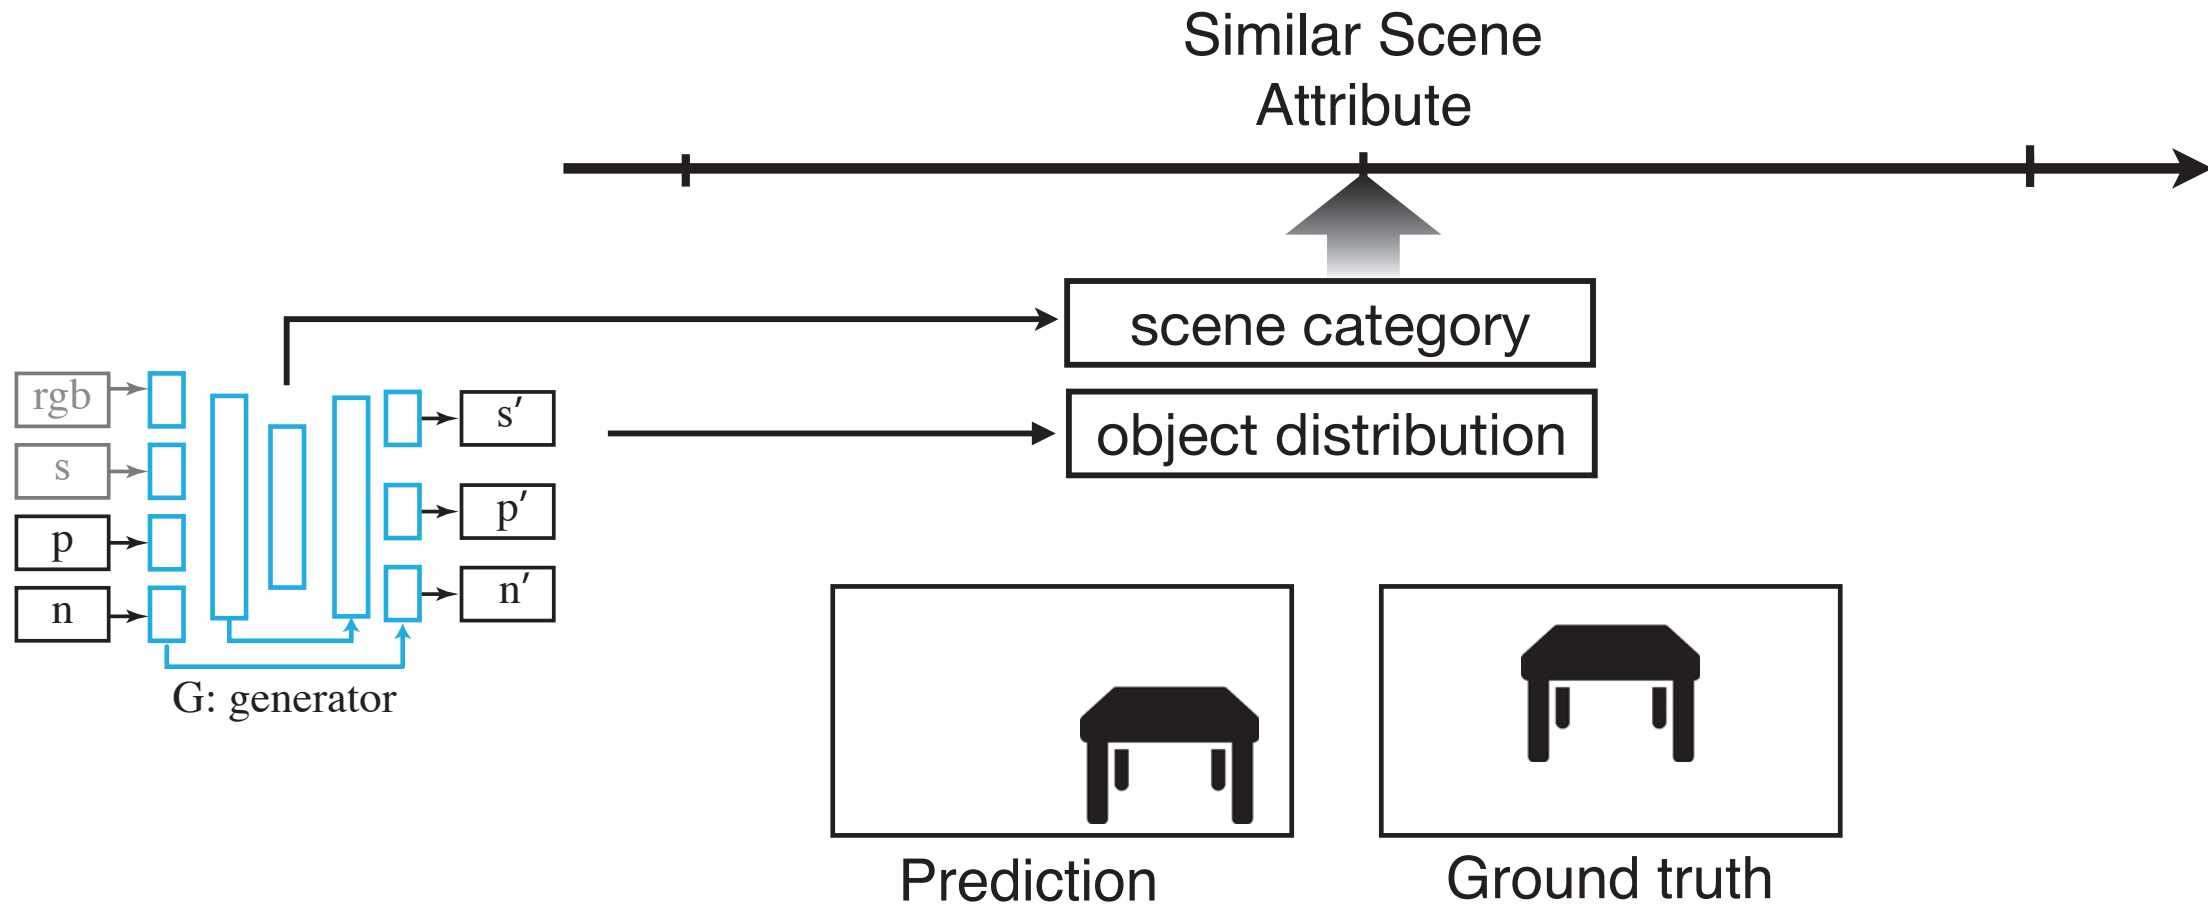 Similar Scene
Attribute
scene category
object distribution
rgb
s
p
n
s′
p′
n′
G: generator
Prediction
Ground truth